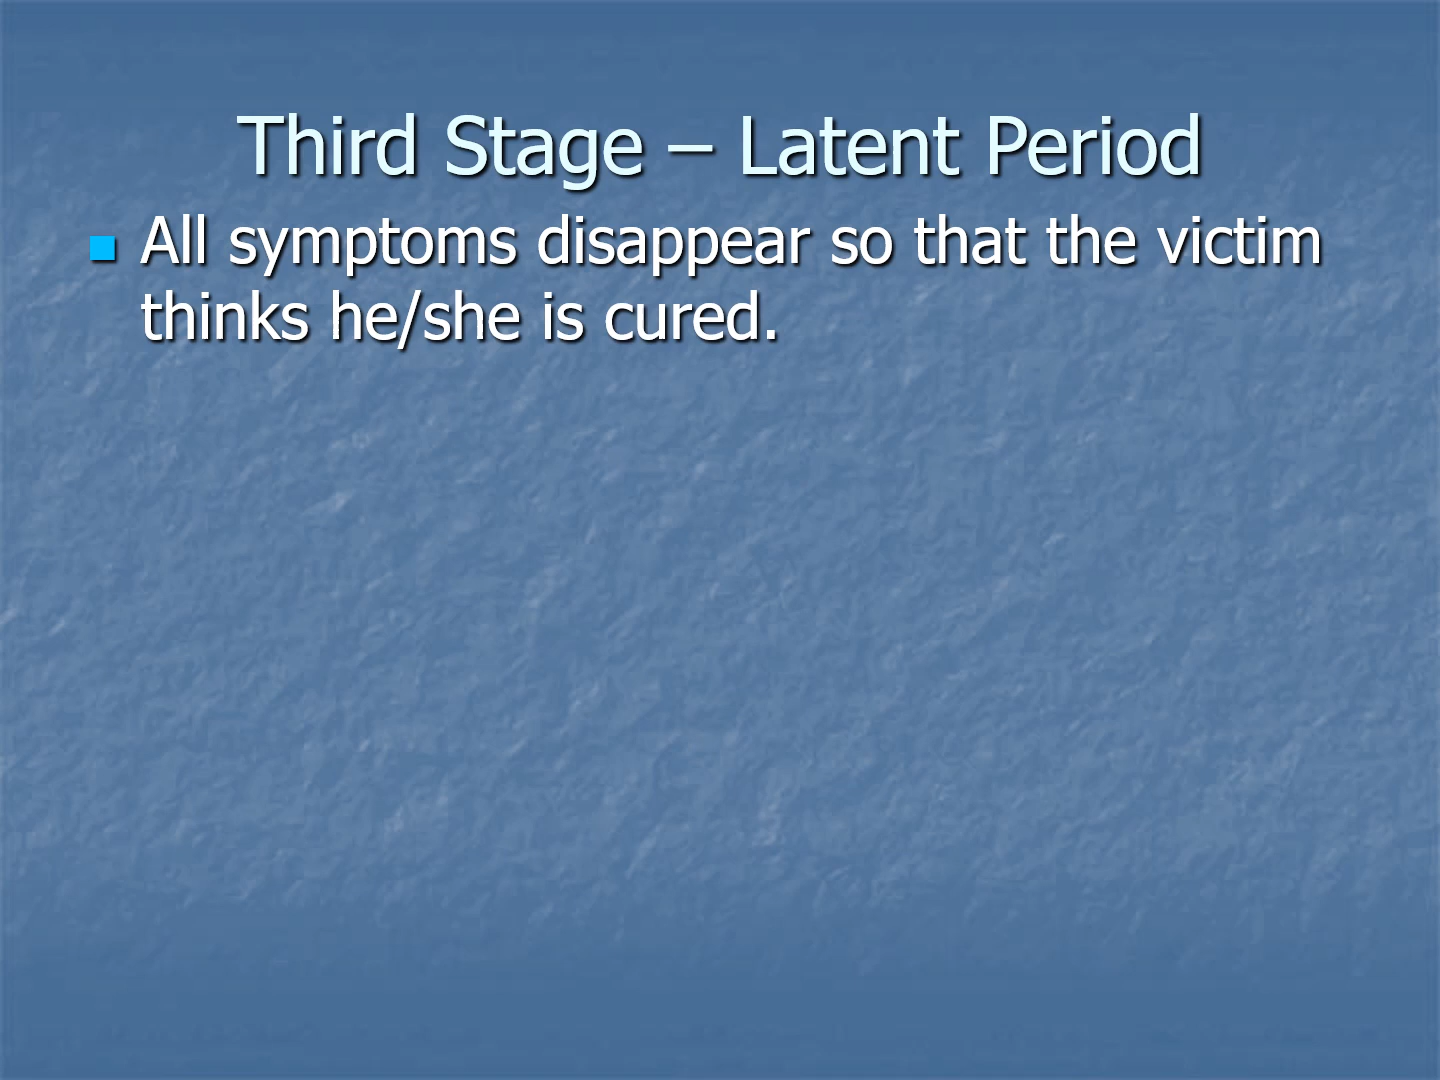 Third Stage – Latent Period
All symptoms disappear so that the victim
thinks he/she is cured.